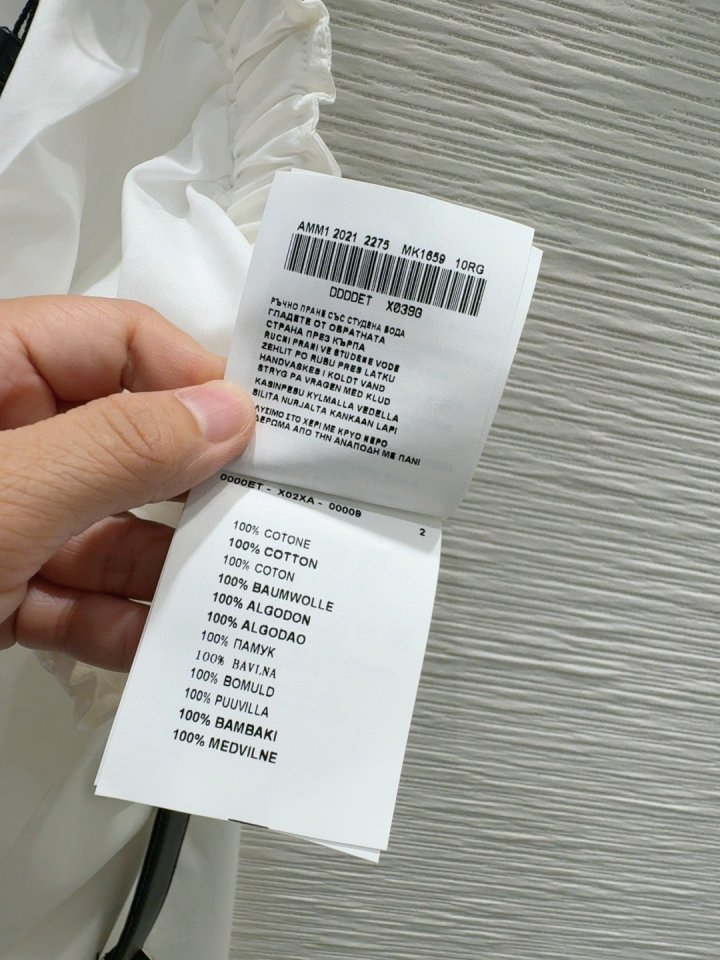 AMM1 2021 2275 MK1659 10RG
DDDDET X039G
РЪЧНО ПРАНЕ СЪС СТУДЕНА ВОДА
ГЛАДЕТЕ ОТ ОБРАТНАТА
СТРАНА ПРЕЗ КЪРПА
RUCNI PRANI VE STUDENE VODE
ZEHLIT PO RUBU PRES LATKU
HANDVASKES I KOLDT VAND
STRYG PA VRAGEN MED KLUD
KASINPESU KYLMALLA VEDELLA
SILITA NURJALTA KANKAAN LAPI
ΣΤΟ ΧΕΡΙ ΜΕ ΚΡΥΟ ΝΕΡΟ
ΑΠΟ ΤΗΝ ΑΝΑΠΟΔΗ ΜΕ ΠΑΝΙ
0000ET - X02XA - 00009
2
100% COTONE
100% COTTON
100% COTON
100% BAUMWOLLE
100% ALGODON
100% ALGODAO
100% ПАМУК
100% BAVLNA
100% BOMULD
100% PUUVILLA
100% BAMBAKI
100% MEDVILNE